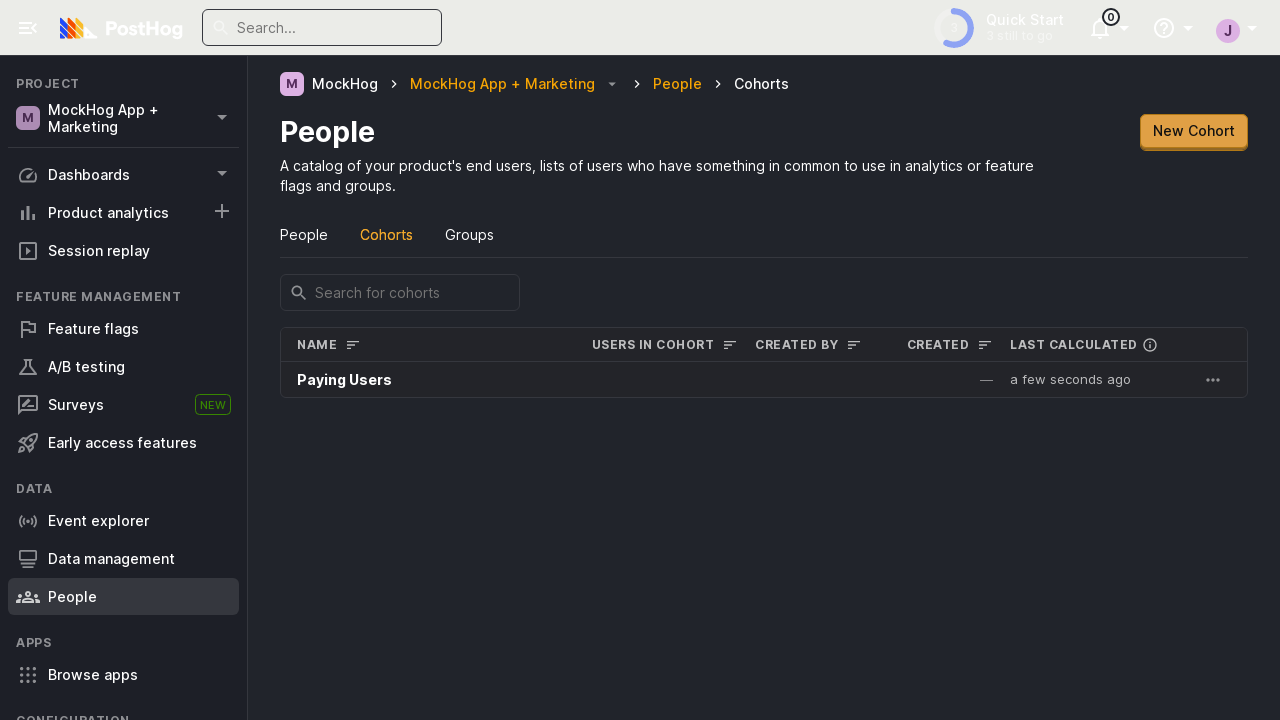 PostHog
Search...
3
Quick Start
3 still to go
0
J
PROJECT
M
MockHog App +
Marketing
Dashboards
Product analytics
Session replay
FEATURE MANAGEMENT
Feature flags
A/B testing
Surveys
NEW
Early access features
DATA
Event explorer
Data management
People
APPS
Browse apps
CONFIGURATION
M MockHog MockHog App + Marketing People Cohorts
People
New Cohort
A catalog of your product's end users, lists of users who have something in common to use in analytics or feature
flags and groups.
People Cohorts Groups
Search for cohorts
NAME USERS IN COHORT CREATED BY CREATED LAST CALCULATED
Paying Users — a few seconds ago